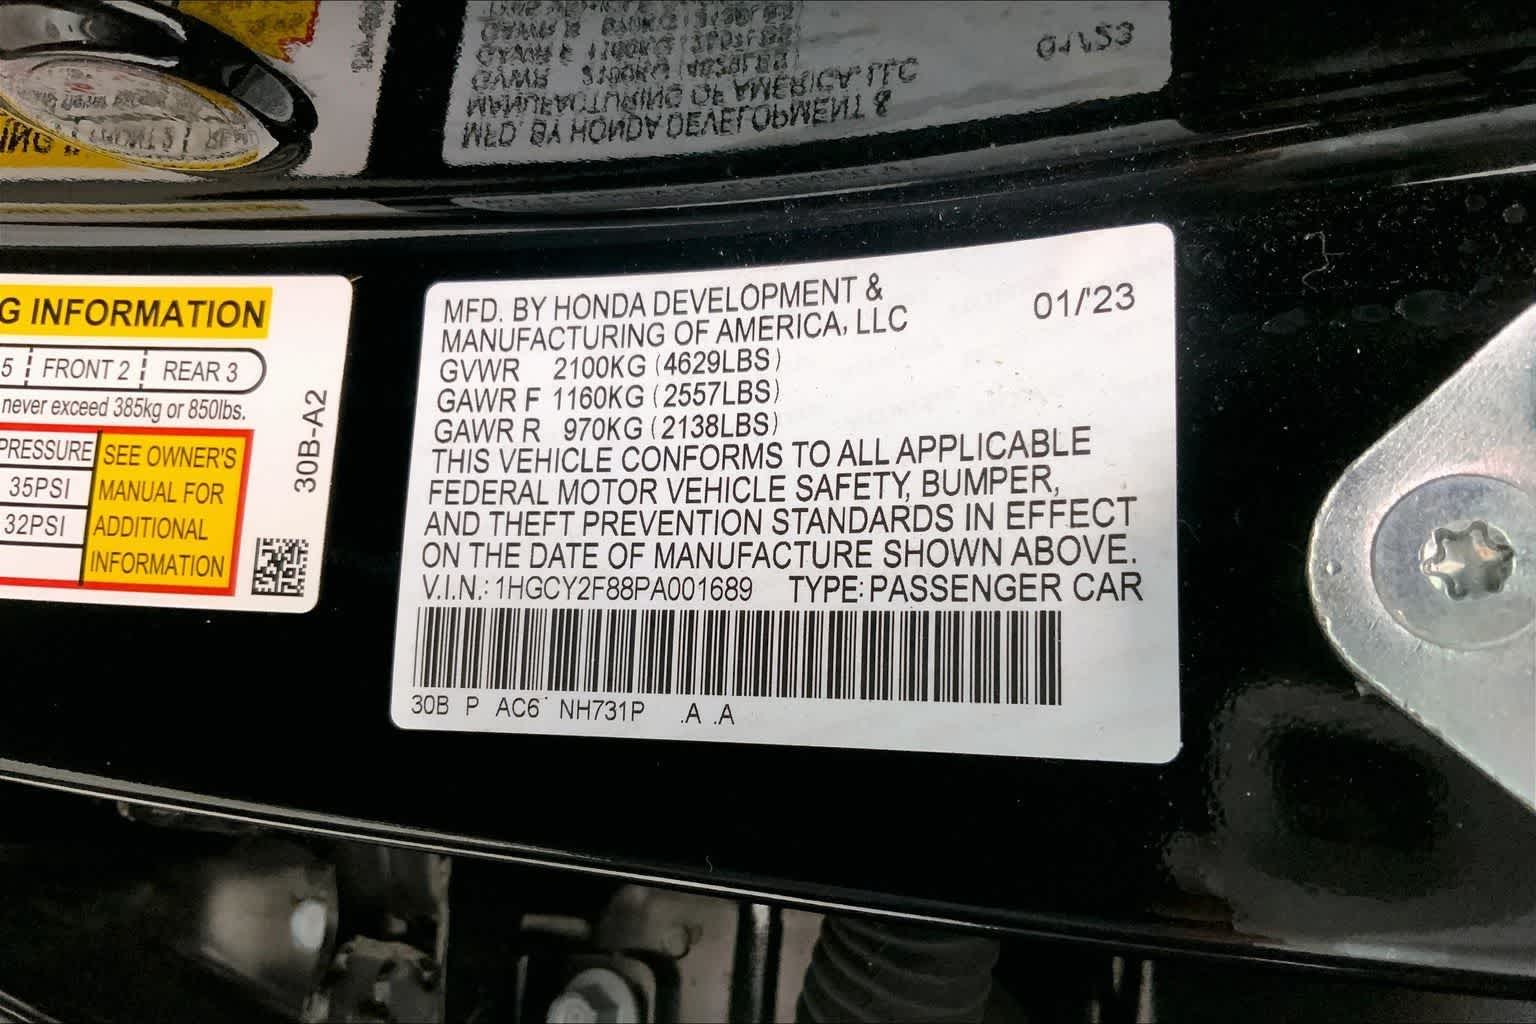 G INFORMATION
5 FRONT 2 REAR 3
never exceed 385kg or 850lbs.
PRESSURE
35PSI
32PSI
SEE OWNER'S
MANUAL FOR
ADDITIONAL
INFORMATION
30B-A2
MFD. BY HONDA DEVELOPMENT &
MANUFACTURING OF AMERICA, LLC
01/'23
GVWR 2100KG (4629LBS)
GAWR F 1160KG (2557LBS)
GAWR R 970KG (2138LBS)
THIS VEHICLE CONFORMS TO ALL APPLICABLE
FEDERAL MOTOR VEHICLE SAFETY, BUMPER,
AND THEFT PREVENTION STANDARDS IN EFFECT
ON THE DATE OF MANUFACTURE SHOWN ABOVE.
V.I.N.: 1HGCY2F88PA001689 TYPE: PASSENGER CAR
30B P AC6 NH731P .A .A